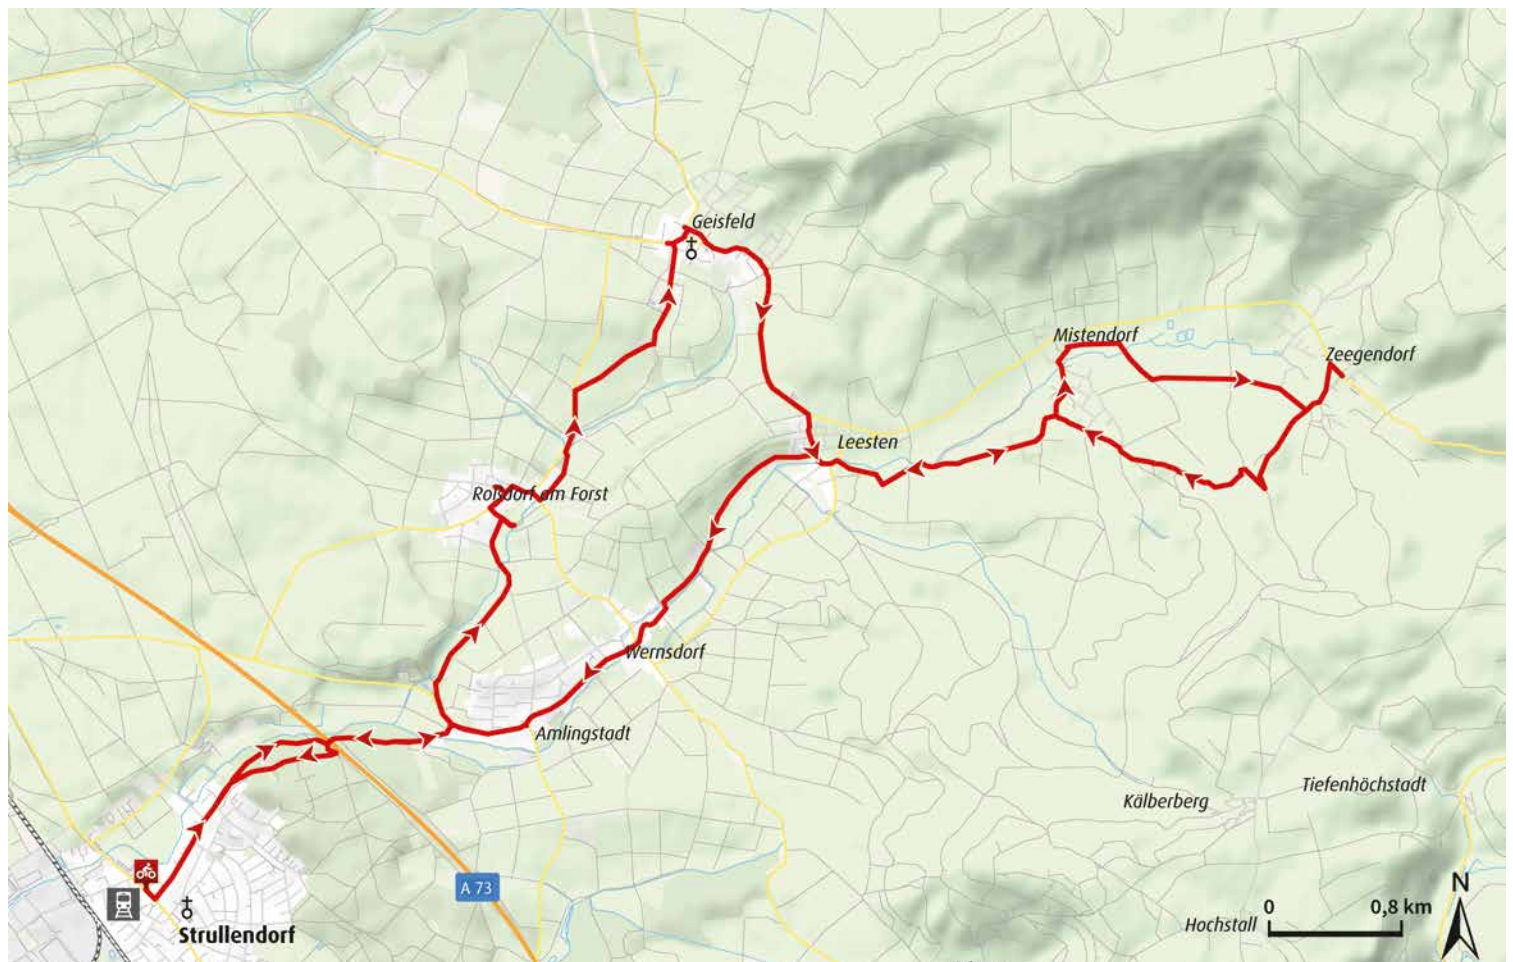 Geisfeld
Mistendorf
Zeegendorf
Leesten
Roßdorf am Forst
Wernsdorf
Amlingstadt
Tiefenhöchstadt
Kälberberg
A 73
N
0 0,8 km
Hochstall
Strullendorf